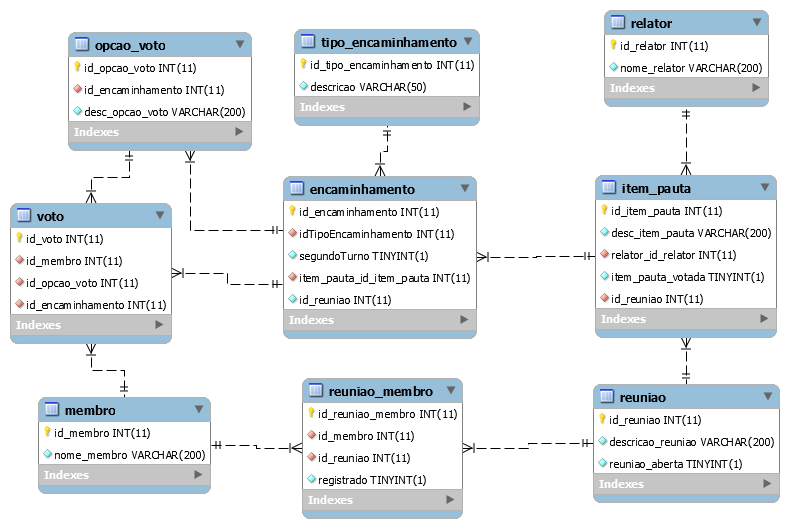 opcao_voto
id_opcao_voto INT(11)
id_encaminhamento INT(11)
desc_opcao_voto VARCHAR(200)
Indexes
tipo_encaminhamento
id_tipo_encaminhamento INT(11)
descricao VARCHAR(50)
Indexes
relator
id_relator INT(11)
nome_relator VARCHAR(200)
Indexes
voto
id_voto INT(11)
id_membro INT(11)
id_opcao_voto INT(11)
id_encaminhamento INT(11)
Indexes
encaminhamento
id_encaminhamento INT(11)
idTipoEncaminhamento INT(11)
segundoTurno TINYINT(1)
item_pauta_id_item_pauta INT(11)
id_reuniao INT(11)
Indexes
item_pauta
id_item_pauta INT(11)
desc_item_pauta VARCHAR(200)
relator_id_relator INT(11)
item_pauta_votada TINYINT(1)
id_reuniao INT(11)
Indexes
membro
id_membro INT(11)
nome_membro VARCHAR(200)
Indexes
reuniao_membro
id_reuniao_membro INT(11)
id_membro INT(11)
id_reuniao INT(11)
registrado TINYINT(1)
Indexes
reuniao
id_reuniao INT(11)
descricao_reuniao VARCHAR(200)
reuniao_aberta TINYINT(1)
Indexes